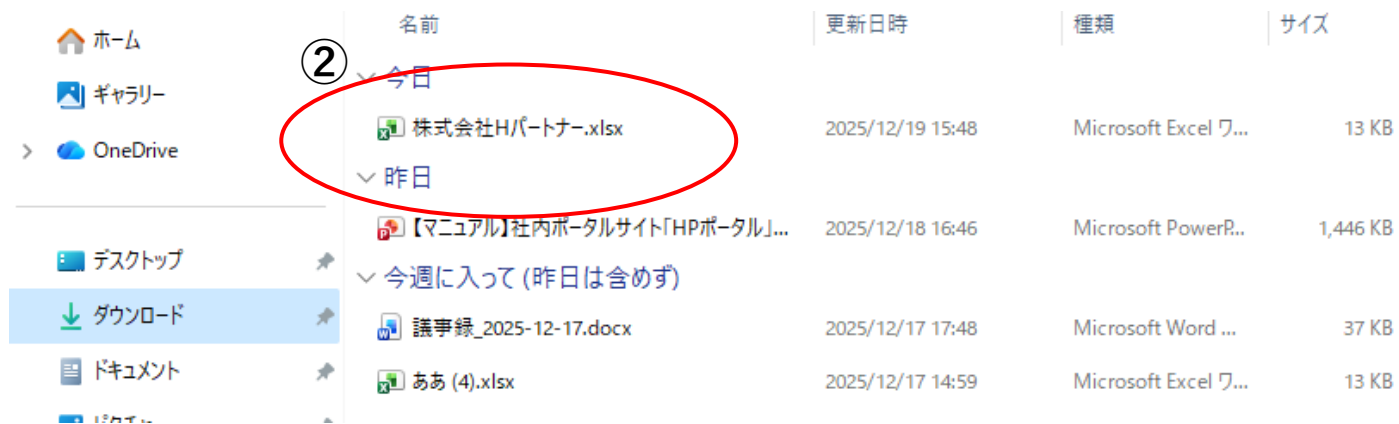 名前 更新日時 種類 サイズ
ホーム
②
今日
ギャラリー
株式会社Hパートナー.xlsx 2025/12/19 15:48 Microsoft Excel ワ... 13 KB
OneDrive
昨日
【マニュアル】社内ポータルサイト「HPポータル」... 2025/12/18 16:46 Microsoft PowerP... 1,446 KB
デスクトップ
今週に入って (昨日は含めず)
ダウンロード
議事録_2025-12-17.docx 2025/12/17 17:48 Microsoft Word ... 37 KB
ドキュメント
ああ (4).xlsx 2025/12/17 14:59 Microsoft Excel ワ... 13 KB